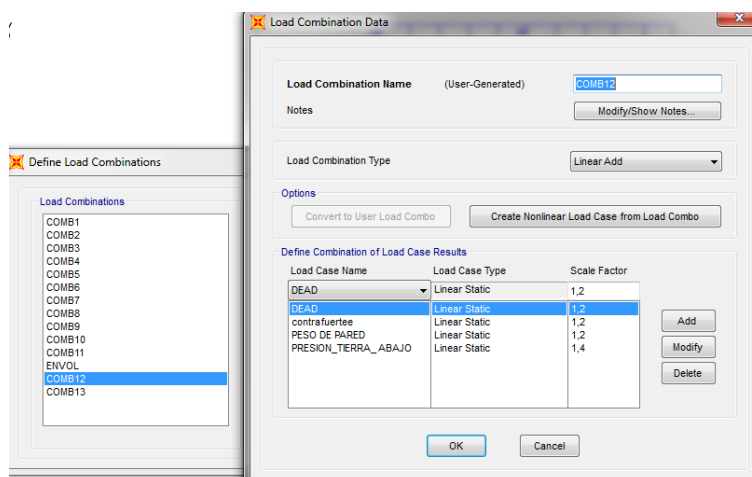 Load Combination Data
Load Combination Name (User-Generated) COMB12
Notes Modify/Show Notes...
Load Combination Type Linear Add
Options
Convert to User Load Combo Create Nonlinear Load Case from Load Combo
Define Combination of Load Case Results
Load Case Name Load Case Type Scale Factor
DEAD Linear Static 1,2
DEAD Linear Static 1,2
contrafuertee Linear Static 1,2
PESO DE PARED Linear Static 1,2
PRESION_TIERRA_ABAJO Linear Static 1,4
Add
Modify
Delete
OK Cancel
Define Load Combinations
Load Combinations
COMB1
COMB2
COMB3
COMB4
COMB5
COMB6
COMB7
COMB8
COMB9
COMB10
COMB11
ENVOL
COMB12
COMB13